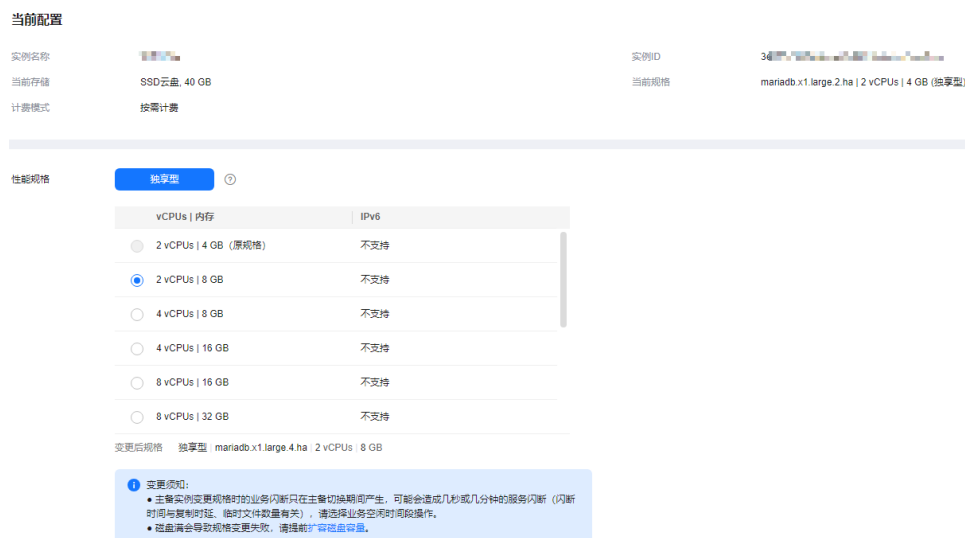 当前配置
实例名称
实例ID
当前存储 SSD云盘, 40 GB
当前规格 mariadb.x1.large.2.ha | 2 vCPUs | 4 GB (独享型)
计费模式 按需计费
性能规格 独享型
vCPUs | 内存 IPv6
2 vCPUs | 4 GB（原规格） 不支持
2 vCPUs | 8 GB 不支持
4 vCPUs | 8 GB 不支持
4 vCPUs | 16 GB 不支持
8 vCPUs | 16 GB 不支持
8 vCPUs | 32 GB 不支持
变更后规格 独享型 | mariadb.x1.large.4.ha | 2 vCPUs | 8 GB
变更须知：
● 主备实例变更规格时的业务闪断只在主备切换期间产生，可能会造成几秒或几分钟的服务闪断（闪断
时间与复制时延、临时文件数量有关），请选择业务空闲时间段操作。
● 磁盘满会导致规格变更失败，请提前扩容磁盘容量。